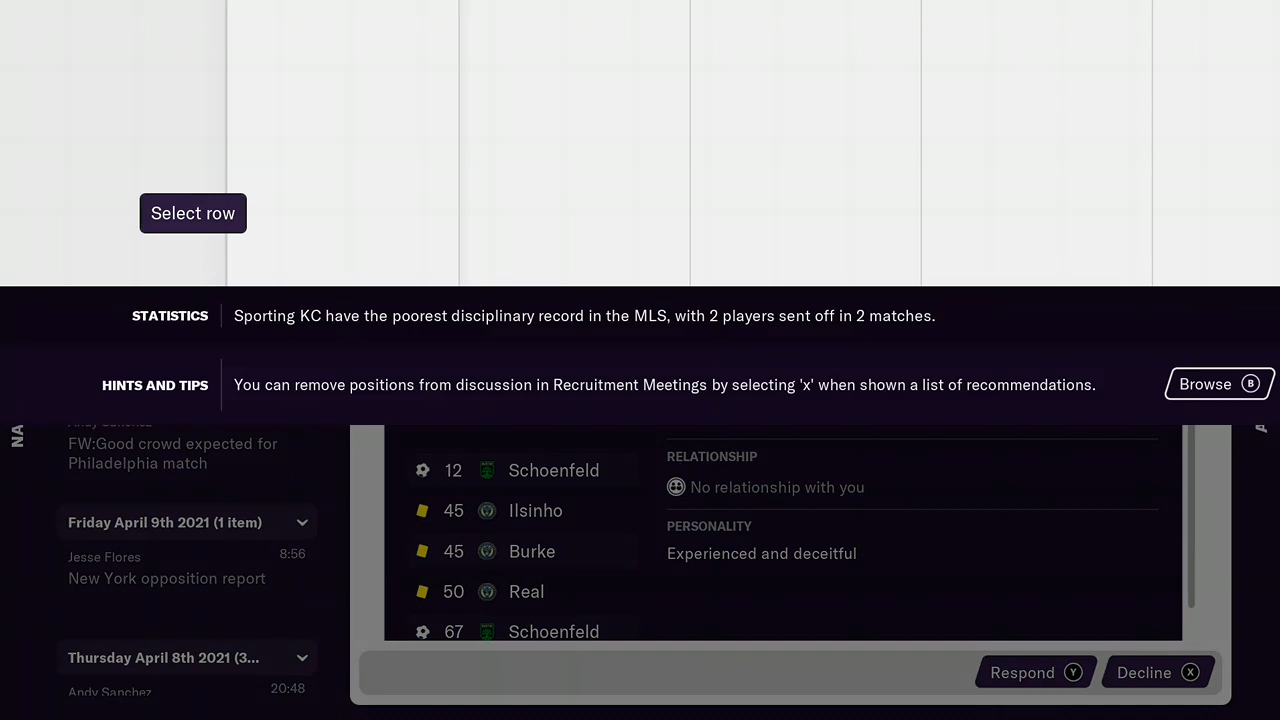 Select row
STATISTICS
Sporting KC have the poorest disciplinary record in the MLS, with 2 players sent off in 2 matches.
HINTS AND TIPS
You can remove positions from discussion in Recruitment Meetings by selecting 'x' when shown a list of recommendations.
Browse B
NA
Andy Sanchez
FW:Good crowd expected for
Philadelphia match
Friday April 9th 2021 (1 item)
Jesse Flores 8:56
New York opposition report
Thursday April 8th 2021 (3...
Andy Sanchez 20:48
12 Schoenfeld
45 Ilsinho
45 Burke
50 Real
67 Schoenfeld
RELATIONSHIP
No relationship with you
PERSONALITY
Experienced and deceitful
Respond Y
Decline X